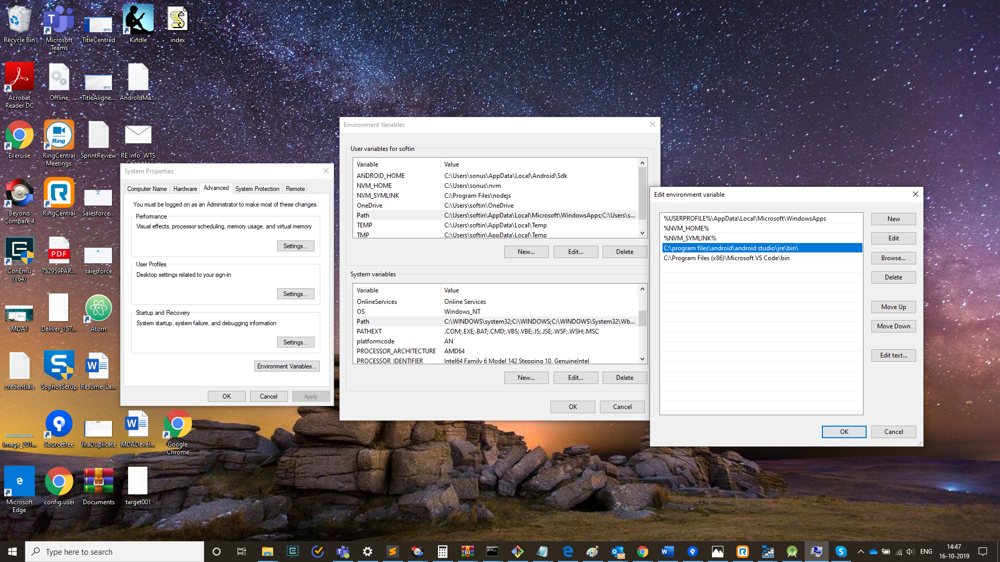 Recycle Bin
Microsoft Teams
TitleCentred
Kindle
index
Acrobat Reader DC
Offline
TitleAligne...
AndroidMa...
Exercise
RingCentral Meetings
SprintReview
RE Info_WTS
Beyond Compare 4
RingCentral
Salesforce...
ConEmu (x64)
752959PAR...
salesforce
MDA1
Deliver_157...
Atom
credentials
SophosSetup
Resume-La...
image_201...
Sourcetree
JiraDuplicate
MDADevel...
Google Chrome
Microsoft Edge
config.user
Documents
target001
PDF
Ring
System Properties
Computer Name
Hardware
Advanced
System Protection
Remote
You must be logged on as an Administrator to make most of these changes.
Performance
Visual effects, processor scheduling, memory usage, and virtual memory
Settings...
User Profiles
Desktop settings related to your sign-in
Settings...
Startup and Recovery
System startup, system failure, and debugging information
Settings...
Environment Variables...
OK
Cancel
Apply
Environment Variables
User variables for softin
Variable Value
ANDROID_HOME C:\Users\sonus\AppData\Local\Android\Sdk
NVM_HOME C:\Users\sonus\nvm
NVM_SYMLINK C:\Program Files\nodejs
OneDrive C:\Users\softin\OneDrive
Path C:\Users\softin\AppData\Local\Microsoft\WindowsApps;C:\Users\s...
TEMP C:\Users\softin\AppData\Local\Temp
TMP C:\Users\softin\AppData\Local\Temp
New... Edit... Delete
System variables
Variable Value
OnlineServices Online Services
OS Windows_NT
Path C:\WINDOWS\system32;C:\WINDOWS;C:\WINDOWS\System32\Wb...
PATHEXT .COM;.EXE;.BAT;.CMD;.VBS;.VBE;.JS;.JSE;.WSF;.WSH;.MSC
platformcode AN
PROCESSOR_ARCHITECTURE AMD64
PROCESSOR_IDENTIFIER Intel64 Family 6 Model 142 Stepping 10, GenuineIntel
New... Edit... Delete
OK Cancel
Edit environment variable
%USERPROFILE%\AppData\Local\Microsoft\WindowsApps
%NVM_HOME%
%NVM_SYMLINK%
C:\program files\android\android studio\jre\bin\
C:\Program Files (x86)\Microsoft VS Code\bin
New
Edit
Browse...
Delete
Move Up
Move Down
Edit text...
OK
Cancel
Type here to search
ENG
14:47
16-10-2019